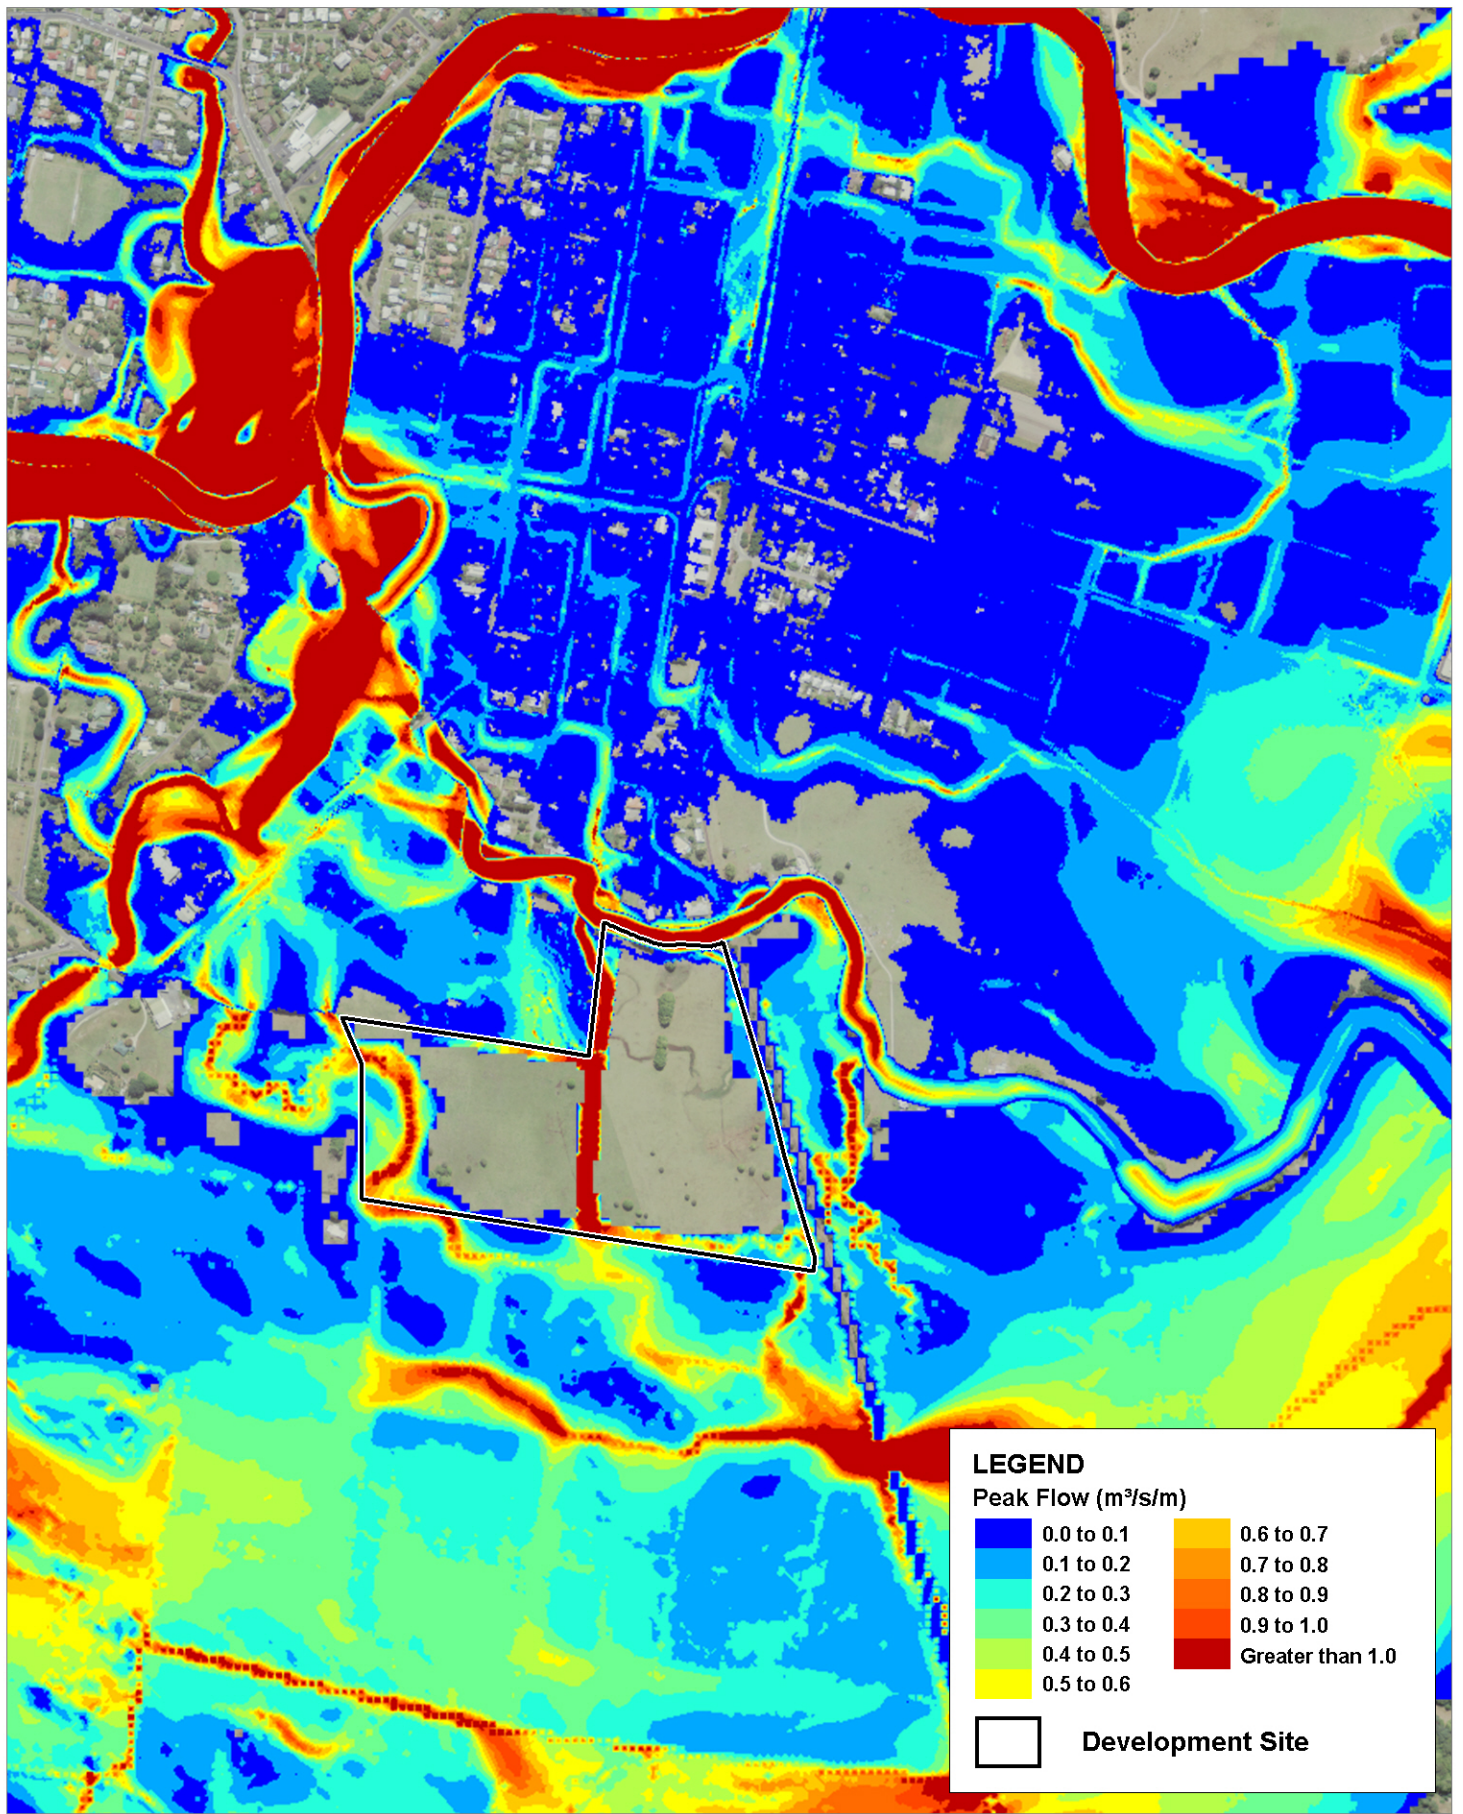 LEGEND
Peak Flow (m³/s/m)
0.0 to 0.1
0.1 to 0.2
0.2 to 0.3
0.3 to 0.4
0.4 to 0.5
0.5 to 0.6
0.6 to 0.7
0.7 to 0.8
0.8 to 0.9
0.9 to 1.0
Greater than 1.0
Development Site